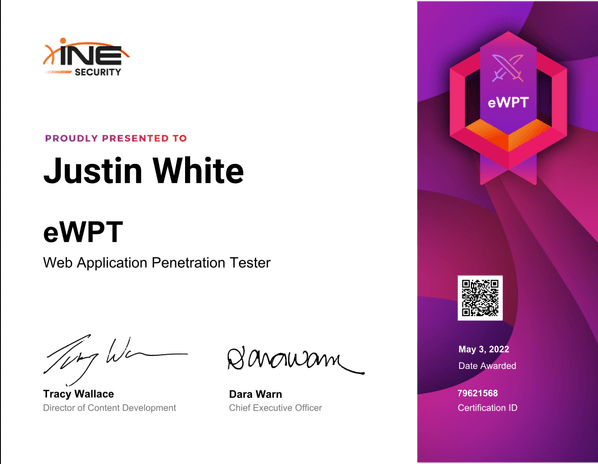 iNE
SECURITY
PROUDLY PRESENTED TO
Justin White
eWPT
Web Application Penetration Tester
Tracy Wallace
Director of Content Development
Dara Warn
Chief Executive Officer
eWPT
May 3, 2022
Date Awarded
79621568
Certification ID